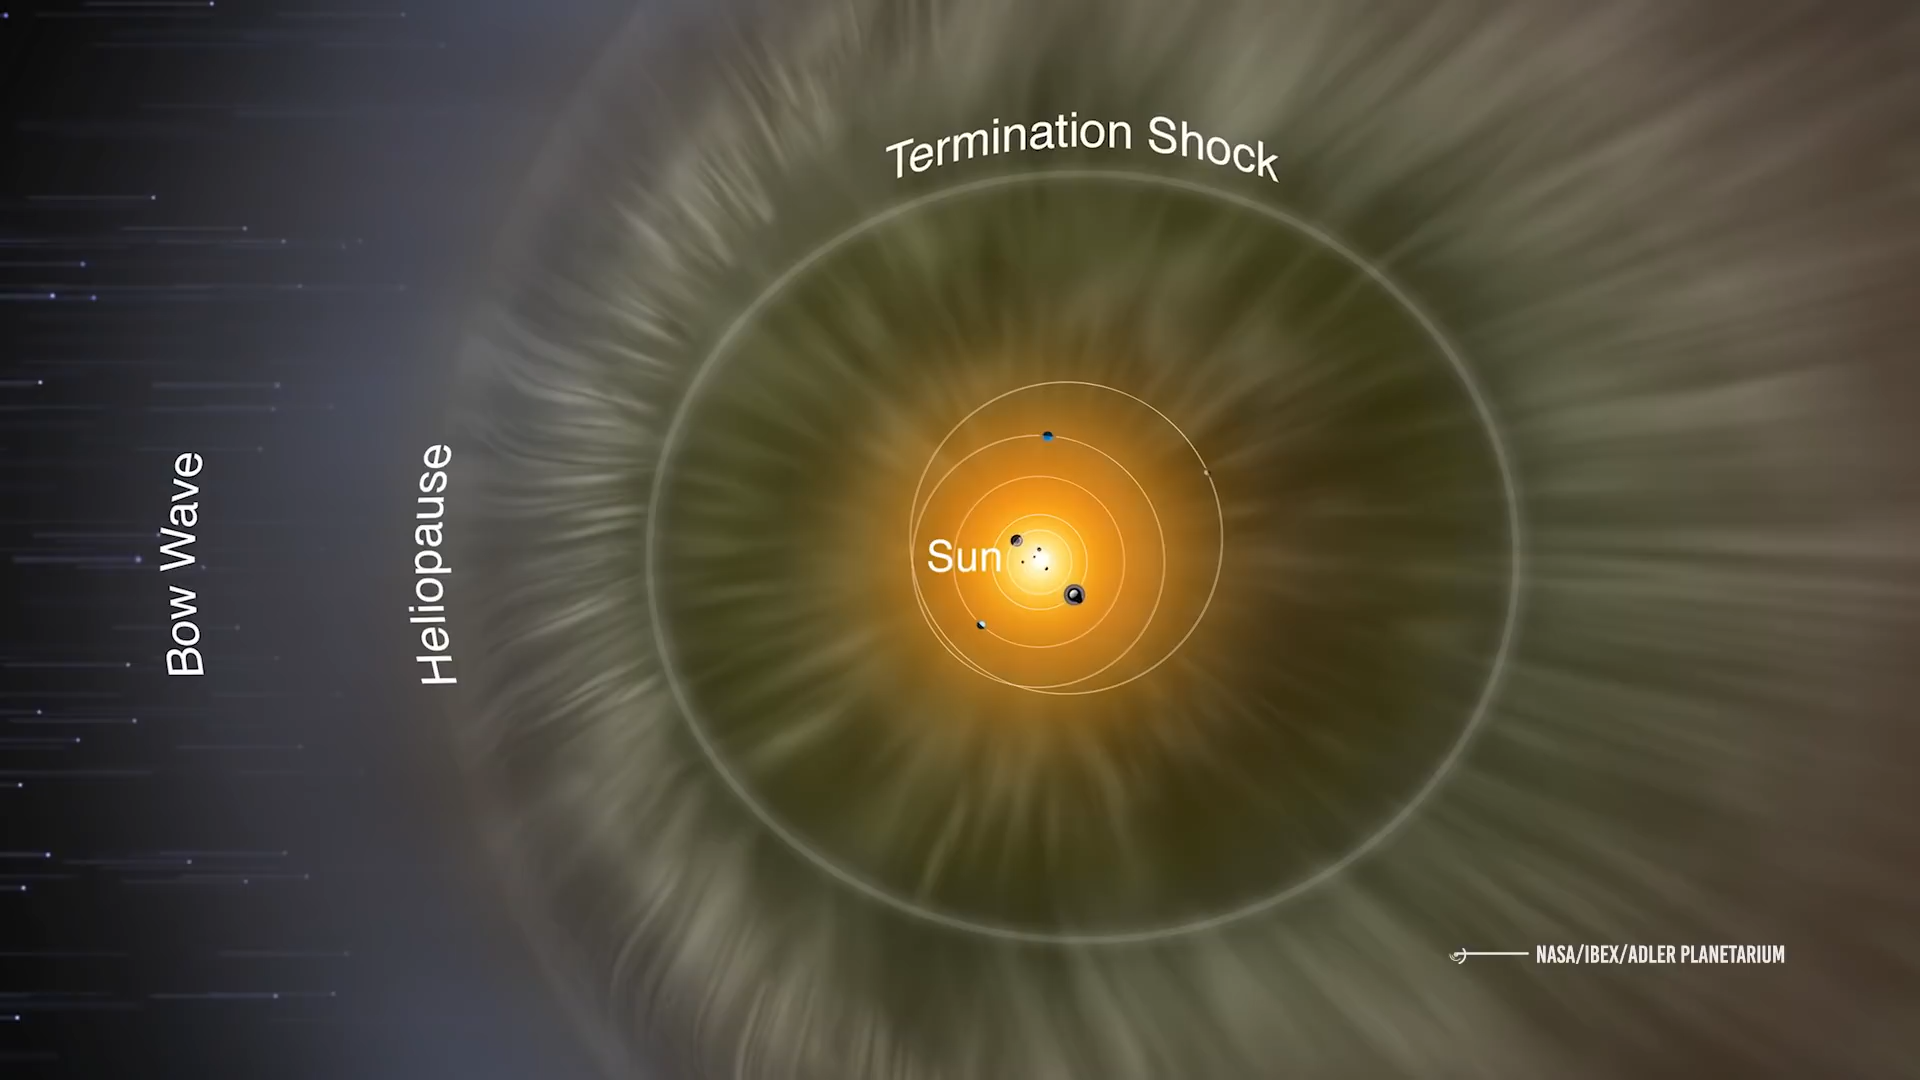 Termination Shock
Bow Wave
Heliopause
Sun
NASA/IBEX/ADLER PLANETARIUM